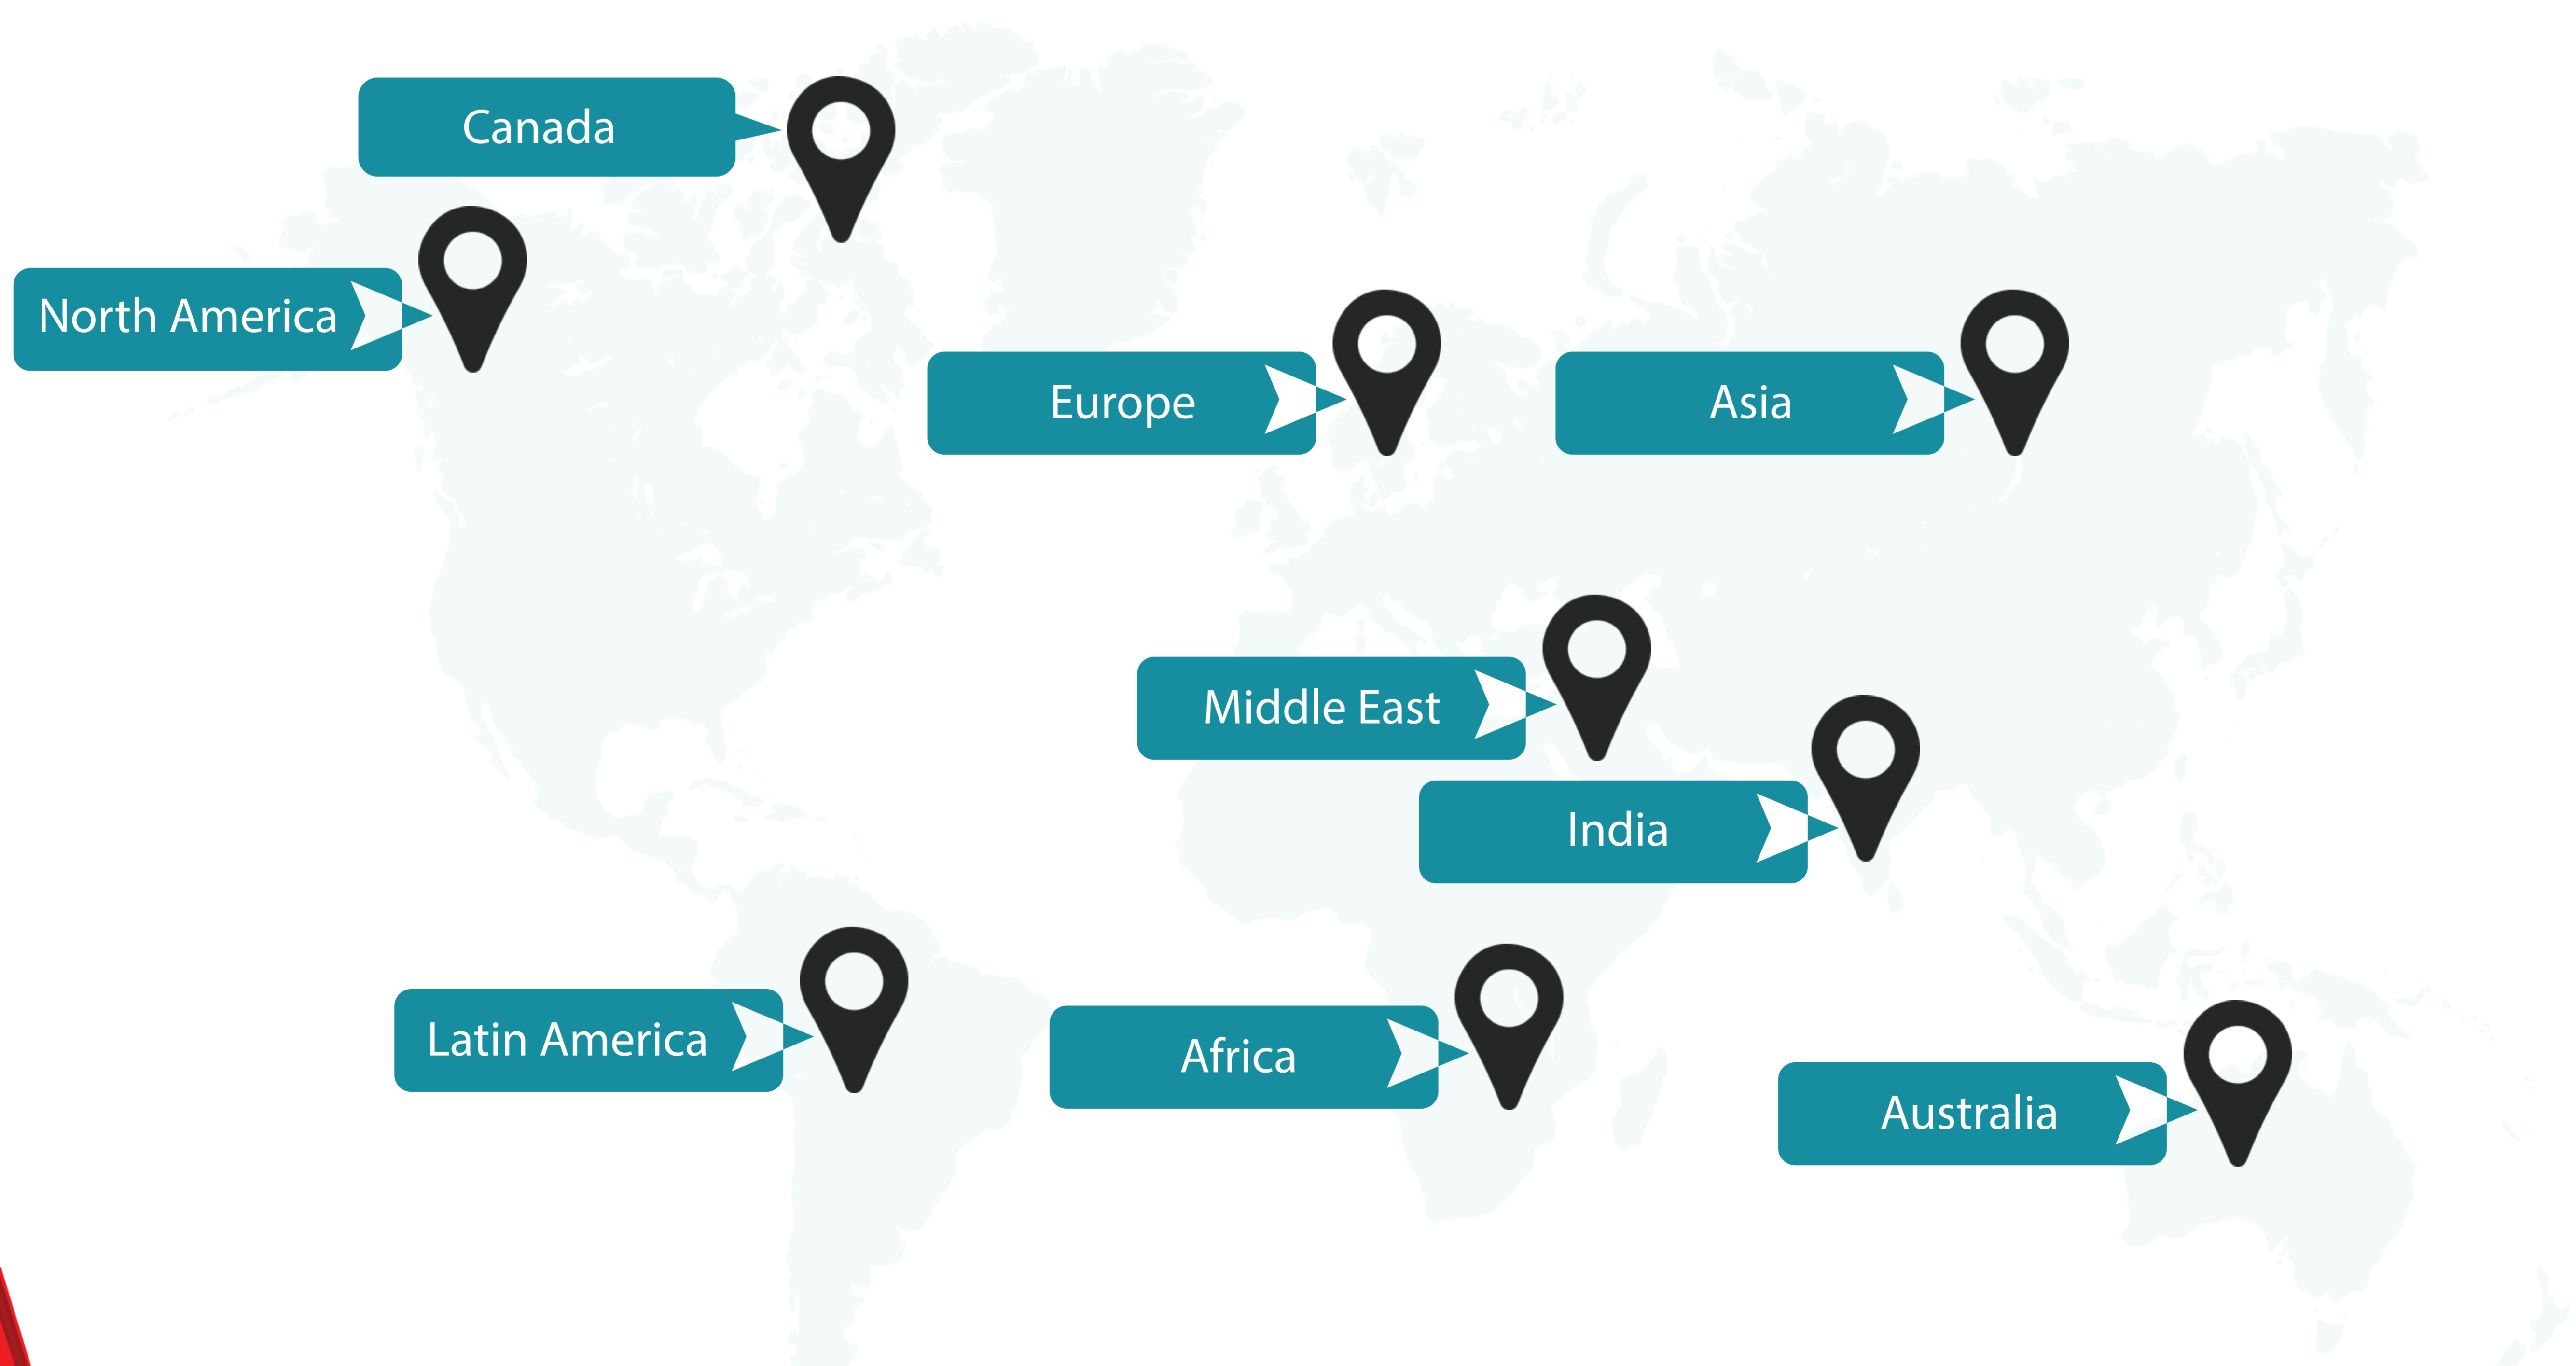 Canada
North America
Europe
Asia
Middle East
India
Latin America
Africa
Australia